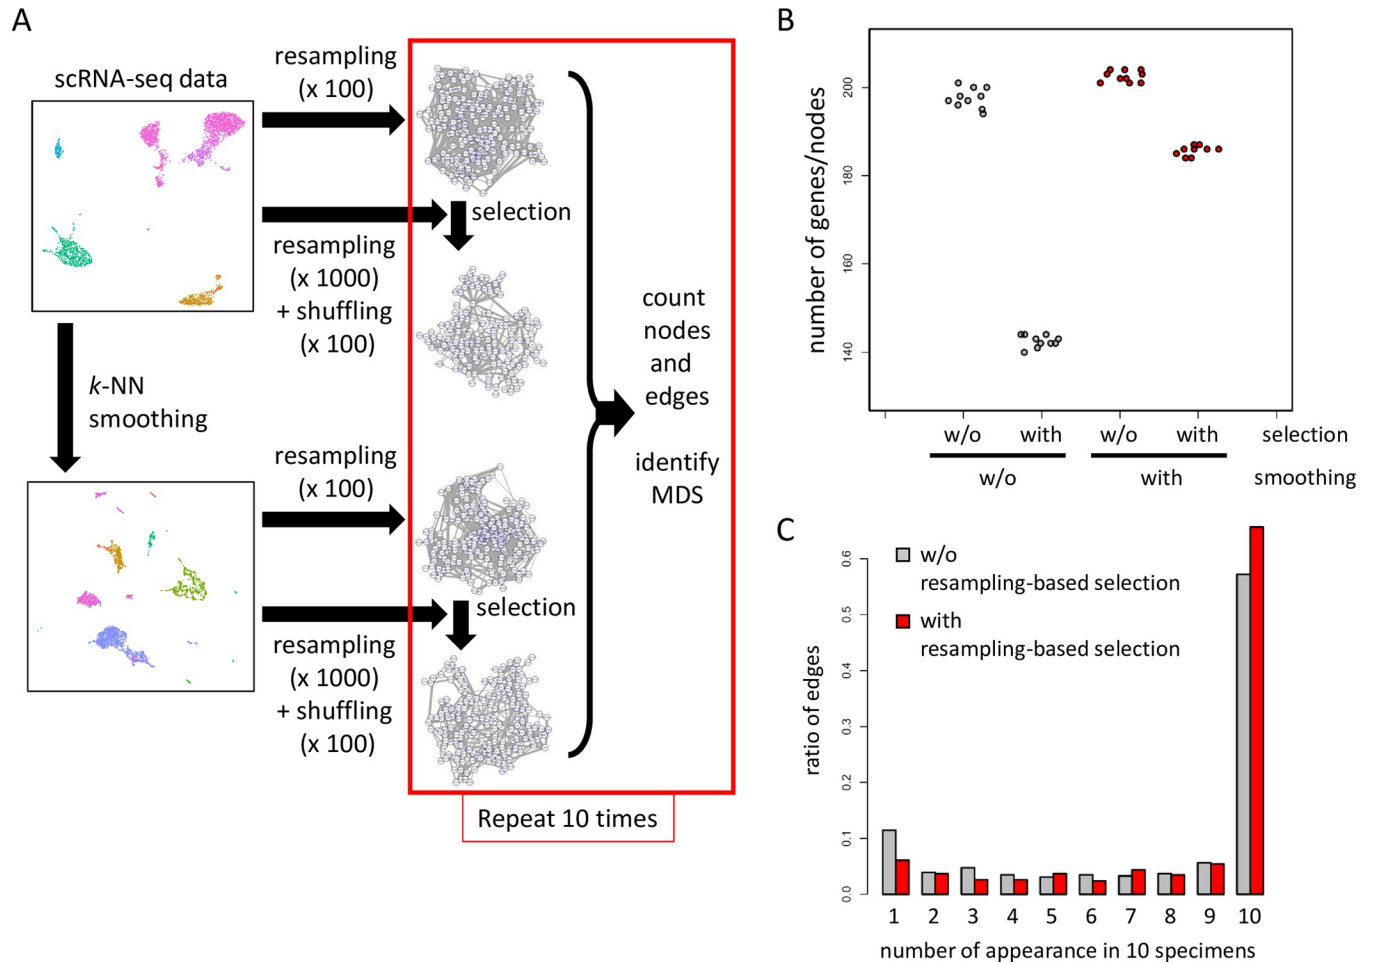 A
scRNA-seq data
resampling
(x 100)
selection
resampling
(x 1000)
+ shuffling
(x 100)
k-NN
smoothing
resampling
(x 100)
selection
resampling
(x 1000)
+ shuffling
(x 100)
count
nodes
and
edges
identify
MDS
Repeat 10 times
B
number of genes/nodes
200
180
160
140
w/o with w/o with selection
w/o with smoothing
C
w/o
resampling-based selection
with
resampling-based selection
ratio of edges
0.6
0.5
0.4
0.3
0.2
0.1
0.0
1 2 3 4 5 6 7 8 9 10
number of appearance in 10 specimens